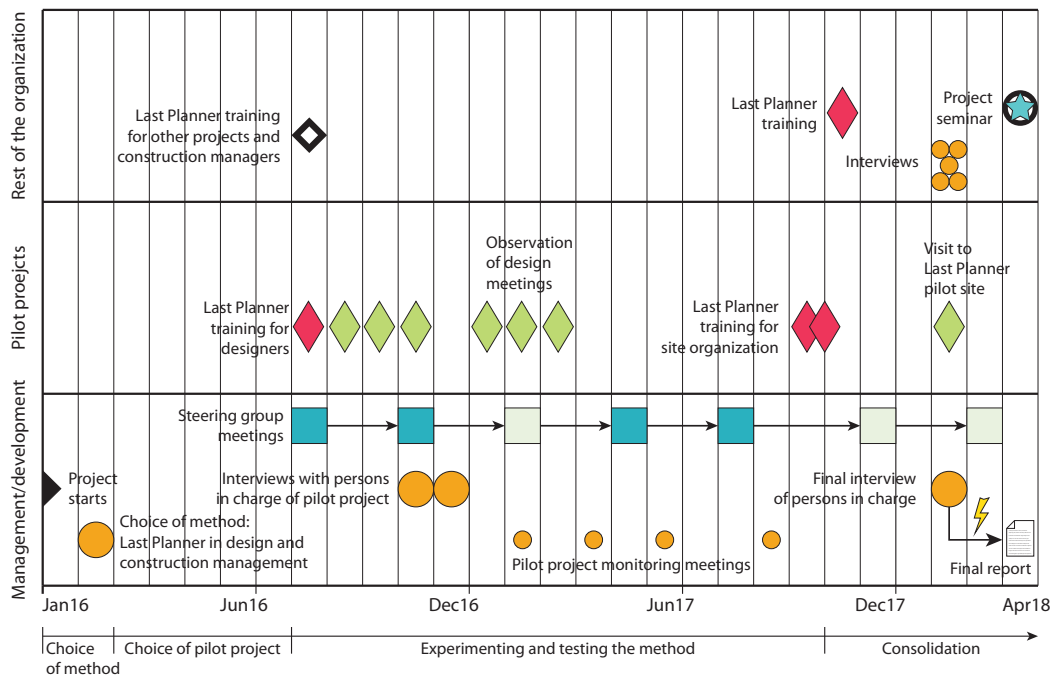 Rest of the organization
Last Planner training
for other projects and
construction managers
Last Planner
training
Project
seminar
Interviews
Pilot proejcts
Observation
of design
meetings
Last Planner
training for
designers
Last Planner
training for
site organization
Visit to
Last Planner
pilot site
Management/development
Steering group
meetings
Project
starts
Interviews with persons
in charge of pilot project
Final interview
of persons in charge
Choice of method:
Last Planner in design and
construction management
Pilot project monitoring meetings
Final report
Jan16
Jun16
Dec16
Jun17
Dec17
Apr18
Choice
of method
Choice of pilot project
Experimenting and testing the method
Consolidation